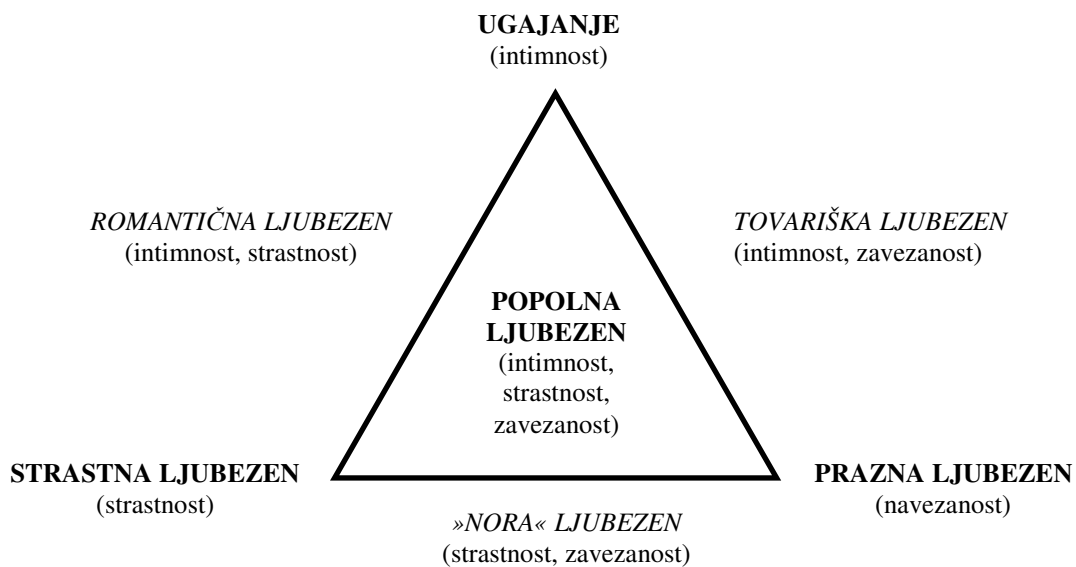 UGAJANJE
(intimnost)
ROMANTIČNA LJUBEZEN
(intimnost, strastnost)
TOVARIŠKA LJUBEZEN
(intimnost, zavezanost)
POPOLNA
LJUBEZEN
(intimnost,
strastnost,
zavezanost)
STRASTNA LJUBEZEN
(strastnost)
PRAZNA LJUBEZEN
(navezanost)
»NORA« LJUBEZEN
(strastnost, zavezanost)